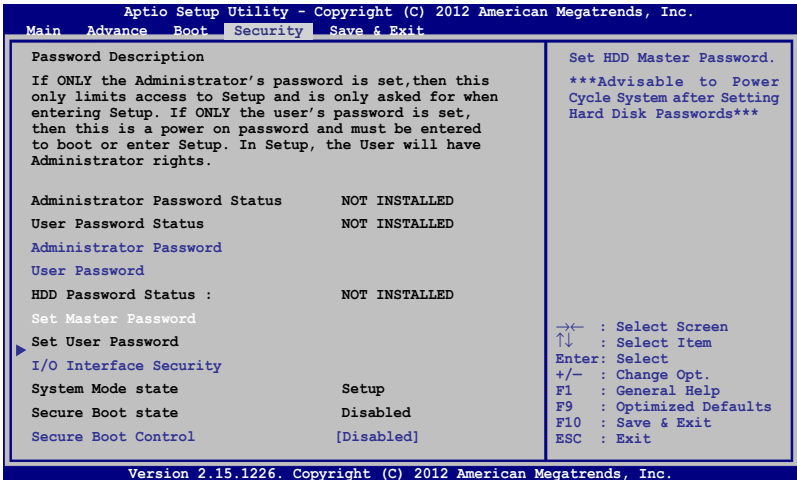 Aptio Setup Utility - Copyright (C) 2012 American Megatrends, Inc.
Main Advance Boot Security Save & Exit
Password Description
If ONLY the Administrator's password is set,then this
only limits access to Setup and is only asked for when
entering Setup. If ONLY the user's password is set,
then this is a power on password and must be entered
to boot or enter Setup. In Setup, the User will have
Administrator rights.
Administrator Password Status NOT INSTALLED
User Password Status NOT INSTALLED
Administrator Password
User Password
HDD Password Status : NOT INSTALLED
Set Master Password
Set User Password
I/O Interface Security
System Mode state Setup
Secure Boot state Disabled
Secure Boot Control [Disabled]
Set HDD Master Password.
***Advisable to Power
Cycle System after Setting
Hard Disk Passwords***
→← : Select Screen
↑↓ : Select Item
Enter: Select
+/— : Change Opt.
F1 : General Help
F9 : Optimized Defaults
F10 : Save & Exit
ESC : Exit
Version 2.15.1226. Copyright (C) 2012 American Megatrends, Inc.